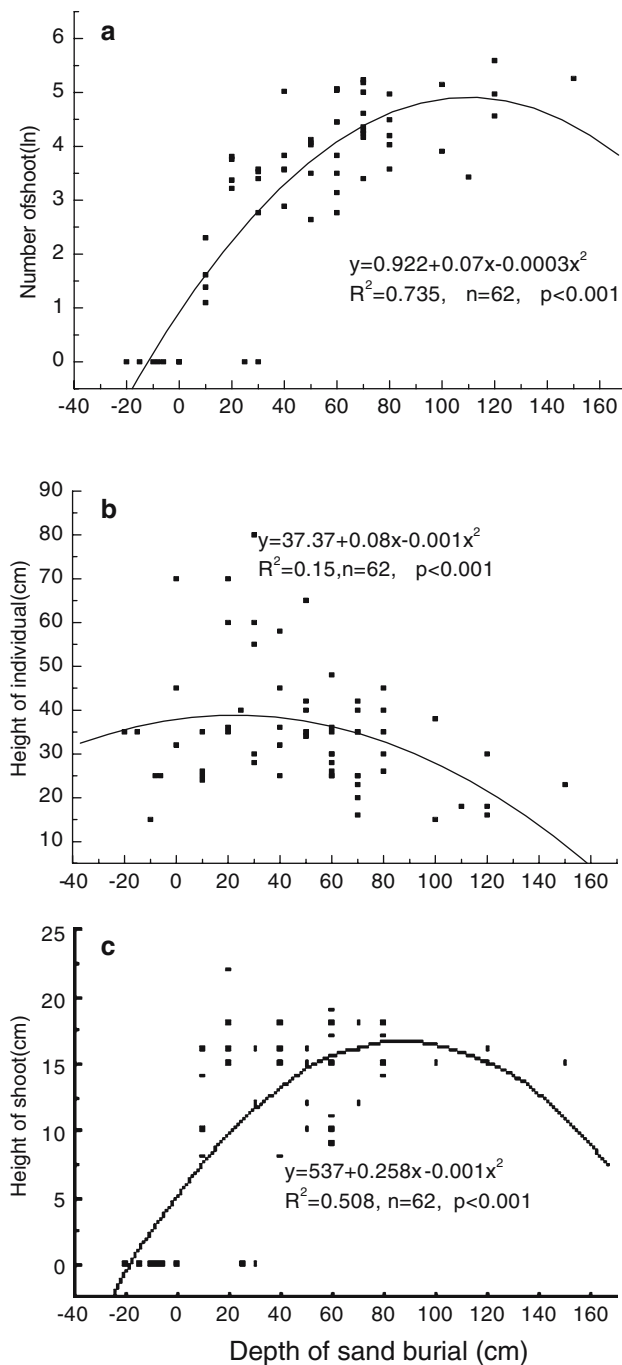 a
6
5
4
3
2
1
0
Number ofshoot(ln)
y=0.922+0.07x-0.0003x²
R²=0.735, n=62, p<0.001
-40 -20 0 20 40 60 80 100 120 140 160
b
90
80
70
60
50
40
30
20
10
Height of individual(cm)
y=37.37+0.08x-0.001x²
R²=0.15,n=62, p<0.001
-40 -20 0 20 40 60 80 100 120 140 160
c
25
20
15
10
5
0
Height of shoot(cm)
y=537+0.258x-0.001x²
R²=0.508, n=62, p<0.001
-40 -20 0 20 40 60 80 100 120 140 160
Depth of sand burial (cm)